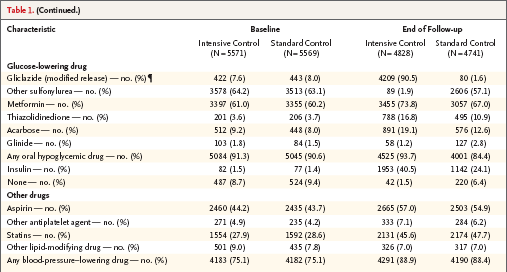 Table 1. (Continued.)
Characteristic Baseline End of Follow-up
Intensive Control (N=5571) Standard Control (N=5569) Intensive Control (N=4828) Standard Control (N=4741)
Glucose-lowering drug
Gliclazide (modified release) — no. (%)¶ 422 (7.6) 443 (8.0) 4209 (90.5) 80 (1.6)
Other sulfonylurea — no. (%) 3578 (64.2) 3513 (63.1) 89 (1.9) 2606 (57.1)
Metformin — no. (%) 3397 (61.0) 3355 (60.2) 3455 (73.8) 3057 (67.0)
Thiazolidinedione — no. (%) 201 (3.6) 206 (3.7) 788 (16.8) 495 (10.9)
Acarbose — no. (%) 512 (9.2) 448 (8.0) 891 (19.1) 576 (12.6)
Glinide — no. (%) 103 (1.8) 84 (1.5) 58 (1.2) 127 (2.8)
Any oral hypoglycemic drug — no. (%) 5084 (91.3) 5045 (90.6) 4525 (93.7) 4001 (84.4)
Insulin — no. (%) 82 (1.5) 77 (1.4) 1953 (40.5) 1142 (24.1)
None — no. (%) 487 (8.7) 524 (9.4) 42 (1.5) 220 (6.4)
Other drugs
Aspirin — no. (%) 2460 (44.2) 2435 (43.7) 2665 (57.0) 2503 (54.9)
Other antiplatelet agent — no. (%) 271 (4.9) 235 (4.2) 333 (7.1) 284 (6.2)
Statins — no. (%) 1554 (27.9) 1592 (28.6) 2131 (45.6) 2174 (47.7)
Other lipid-modifying drug — no. (%) 501 (9.0) 435 (7.8) 326 (7.0) 317 (7.0)
Any blood-pressure–lowering drug — no. (%) 4183 (75.1) 4182 (75.1) 4291 (88.9) 4190 (88.4)